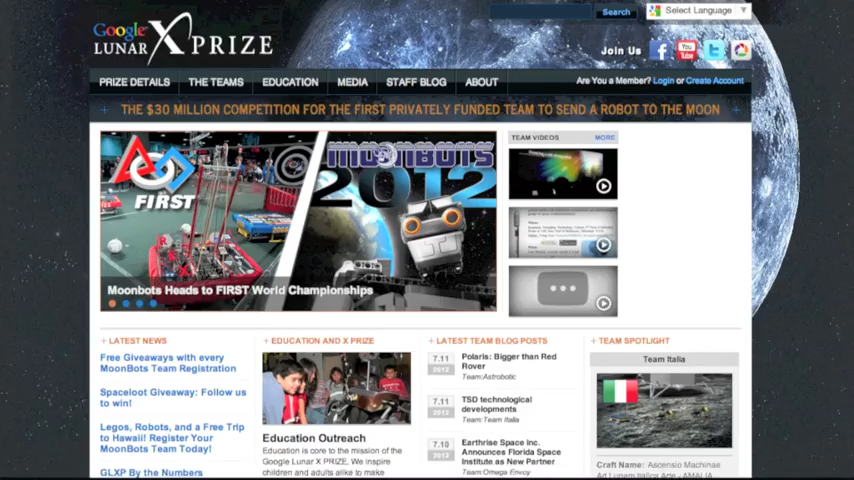 Search
Select Language
Google
LUNAR X PRIZE
Join Us
You
Tube
PRIZE DETAILS
THE TEAMS
EDUCATION
MEDIA
STAFF BLOG
ABOUT
Are You a Member? Login or Create Account
THE $30 MILLION COMPETITION FOR THE FIRST PRIVATELY FUNDED TEAM TO SEND A ROBOT TO THE MOON
FIRST
MOONBOTS
2012
Moonbots Heads to FIRST World Championships
TEAM VIDEOS
MORE
+ LATEST NEWS
Free Giveaways with every
MoonBots Team Registration
Spaceloot Giveaway: Follow us
to win!
Legos, Robots, and a Free Trip
to Hawaii! Register Your
MoonBots Team Today!
GLXP By the Numbers
+ EDUCATION AND X PRIZE
Education Outreach
Education is core to the mission of the
Google Lunar X PRIZE. We inspire
children and adults alike to make
+ LATEST TEAM BLOG POSTS
7.11
2012
Polaris: Bigger than Red
Rover
Team:Astrobotic
7.11
2012
TSD technological
developments
Team:Team Italia
7.10
2012
Earthrise Space Inc.
Announces Florida Space
Institute as New Partner
Team:Omega Envoy
+ TEAM SPOTLIGHT
Team Italia
Craft Name: Ascensio Machinae
Ad Lunam Italica Arte - AMALIA